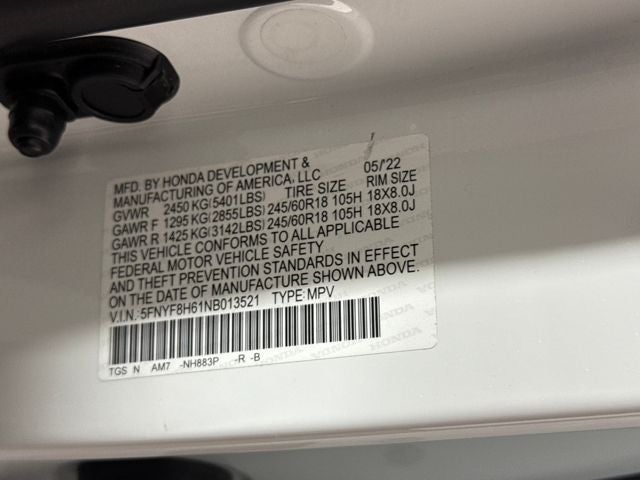 MFD. BY HONDA DEVELOPMENT & 05/22
MANUFACTURING OF AMERICA, LLC
GVWR 2450 KG(5401LBS) TIRE SIZE RIM SIZE
GAWR F 1295 KG(2855LBS) 245/60R18 105H 18X8.0J
GAWR R 1425 KG(3142LBS) 245/60R18 105H 18X8.0J
THIS VEHICLE CONFORMS TO ALL APPLICABLE
FEDERAL MOTOR VEHICLE SAFETY
AND THEFT PREVENTION STANDARDS IN EFFECT
ON THE DATE OF MANUFACTURE SHOWN ABOVE.
V.I.N.: 5FNYF8H61NB013521 TYPE:MPV
TGS N AM7 -NH883P -R -B